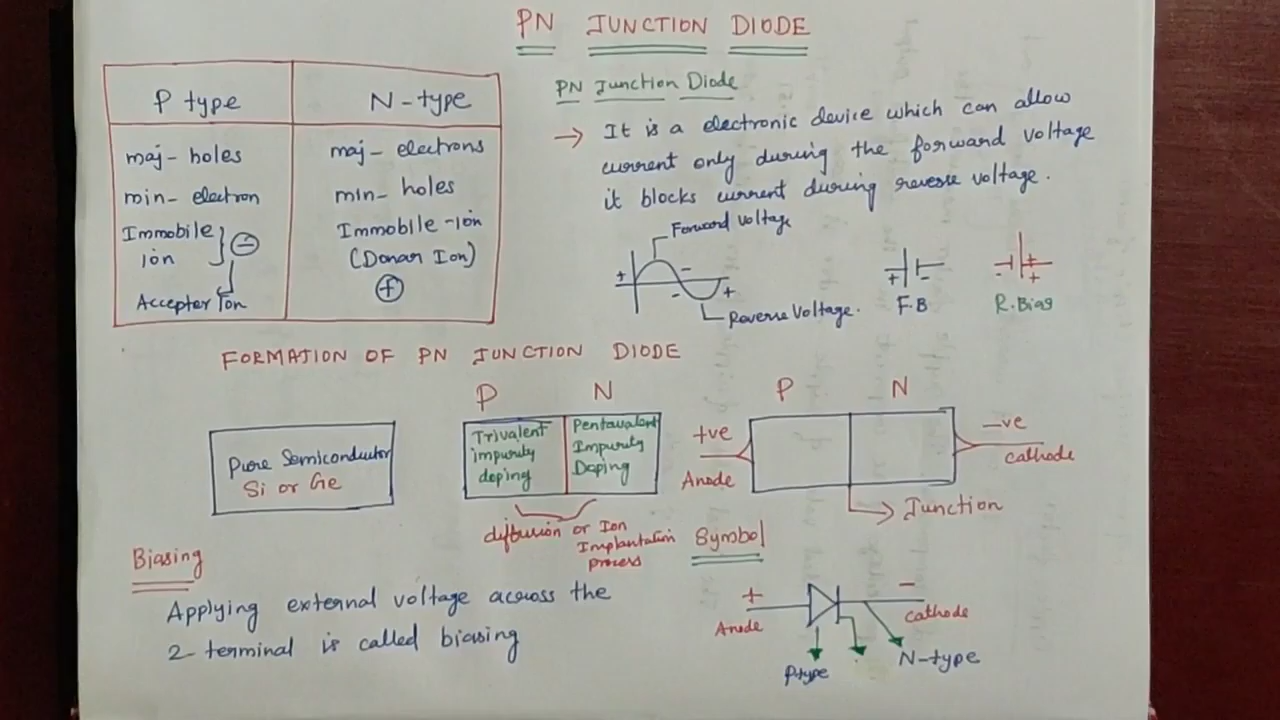 PN JUNCTION DIODE
P type
N-type
maj- holes
maj- electrons
min- electron
min- holes
Immobile
ion
−
Accepter Ion
Immobile -ion
(Donar Ion)
+
PN Junction Diode
→ It is a electronic device which can allow
current only during the forward voltage
it blocks current during reverse voltage.
Forward voltage
+
−
−
+
Reverse Voltage.
+
−
F.B
-
+
+
R.Bias
FORMATION OF PN JUNCTION DIODE
Pure Semiconductor
Si or Ge
P
N
Trivalent
impurity
doping
Pentavalent
Impurity
Doping
diffusion or Ion
Implantation
process
P
N
+ve
Anode
−ve
cathode
Junction
Biasing
Applying external voltage across the
2 terminal is called biasing
Symbol
+
Anode
−
cathode
P-type
N-type